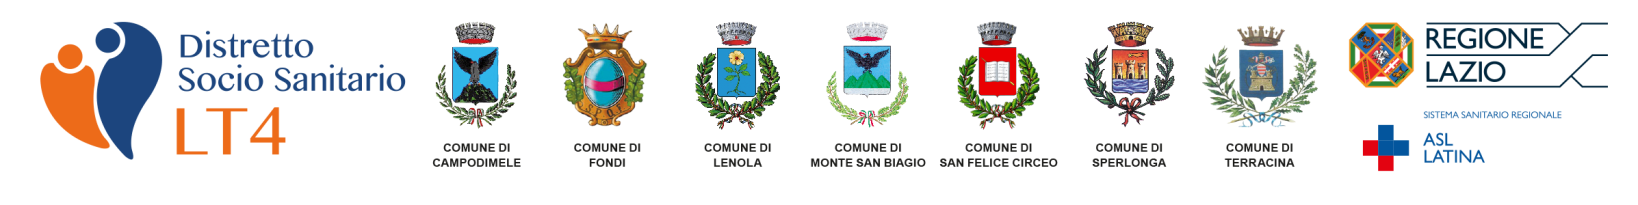 Distretto
Socio Sanitario
LT4
COMUNE DI
CAMPODIMELE
COMUNE DI
FONDI
COMUNE DI
LENOLA
COMUNE DI
MONTE SAN BIAGIO
COMUNE DI
SAN FELICE CIRCEO
COMUNE DI
SPERLONGA
COMUNE DI
TERRACINA
REGIONE
LAZIO
SISTEMA SANITARIO REGIONALE
ASL
LATINA